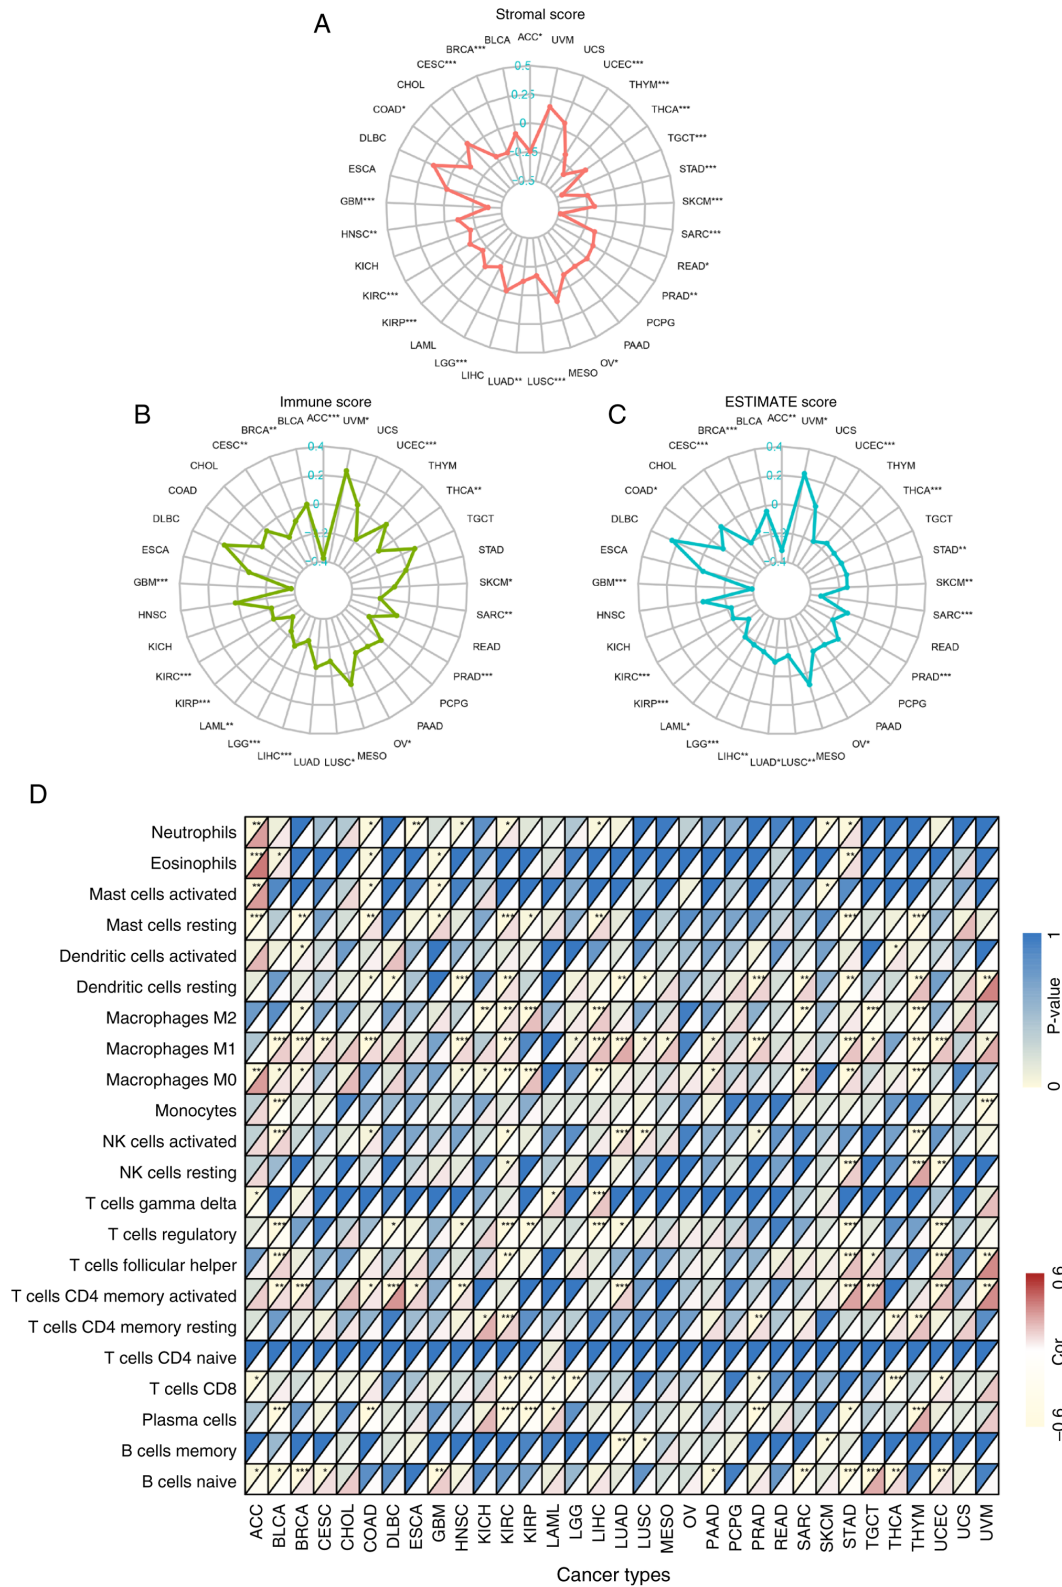 A
Stromal score
ACC*
UVM
UCS
UCEC***
THYM***
THCA***
TGCT***
STAD***
SKCM***
SARC***
READ*
PRAD**
PCPG
PAAD
OV*
MESO
LUSC***
LUAD**
LIHC
LGG***
LAML
KIRP***
KIRC***
KICH
HNSC**
GBM***
ESCA
DLBC
COAD*
CHOL
CESC***
BRCA***
BLCA
0.5
0.25
0
-0.25
-0.5
B
Immune score
ACC***
UVM*
UCS
UCEC***
THYM
THCA**
TGCT
STAD
SKCM*
SARC**
READ
PRAD***
PCPG
PAAD
OV*
MESO
LUSC*
LUAD
LIHC***
LGG***
LAML**
KIRP***
KIRC***
KICH
HNSC
GBM***
ESCA
DLBC
COAD
CHOL
CESC**
BRCA**
BLCA
0.4
0.2
0
-0.2
-0.4
C
ESTIMATE score
ACC**
UVM*
UCS
UCEC***
THYM
THCA***
TGCT
STAD**
SKCM**
SARC***
READ
PRAD***
PCPG
PAAD
OV*
MESO
LUSC**
LUAD*
LIHC**
LGG***
LAML*
KIRP***
KIRC***
KICH
HNSC
GBM***
ESCA
DLBC
COAD*
CHOL
CESC***
BRCA***
BLCA
0.4
0.2
0
-0.2
-0.4
D
Neutrophils
Eosinophils
Mast cells activated
Mast cells resting
Dendritic cells activated
Dendritic cells resting
Macrophages M2
Macrophages M1
Macrophages M0
Monocytes
NK cells activated
NK cells resting
T cells gamma delta
T cells regulatory
T cells follicular helper
T cells CD4 memory activated
T cells CD4 memory resting
T cells CD4 naive
T cells CD8
Plasma cells
B cells memory
B cells naive
ACC
BLCA
BRCA
CESC
CHOL
COAD
DLBC
ESCA
GBM
HNSC
KICH
KIRC
KIRP
LAML
LGG
LIHC
LUAD
LUSC
MESO
OV
PAAD
PCPG
PRAD
READ
SARC
SKCM
STAD
TGCT
THCA
THYM
UCEC
UCS
UVM
Cancer types
1
P-value
0
0.6
Cor
−0.6